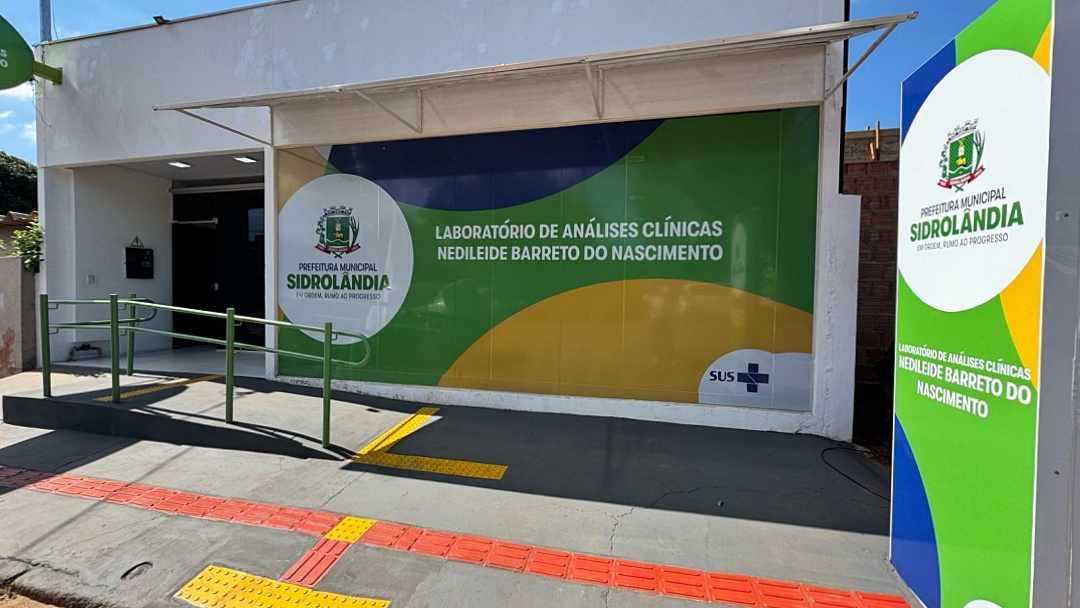 PREFEITURA MUNICIPAL
SIDROLÂNDIA
EM ORDEM, RUMO AO PROGRESSO
LABORATÓRIO DE ANÁLISES CLÍNICAS
NEDILEIDE BARRETO DO NASCIMENTO
SUS
PREFEITURA MUNICIPAL
SIDROLÂNDIA
EM ORDEM, RUMO AO PROGRESSO
LABORATÓRIO DE ANÁLISES CLÍNICAS
NEDILEIDE BARRETO DO
NASCIMENTO